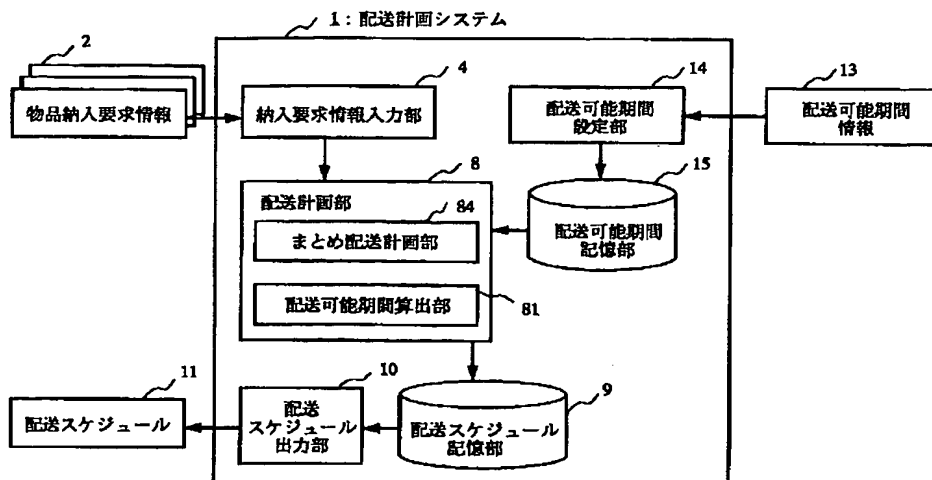 1：配送計画システム
2
物品納入要求情報
4
納入要求情報入力部
14
配送可能期間
設定部
13
配送可能期間
情報
8
配送計画部
84
まとめ配送計画部
配送可能期間算出部
81
15
配送可能期間
記憶部
11
配送スケジュール
10
配送
スケジュール
出力部
9
配送スケジュール
記憶部